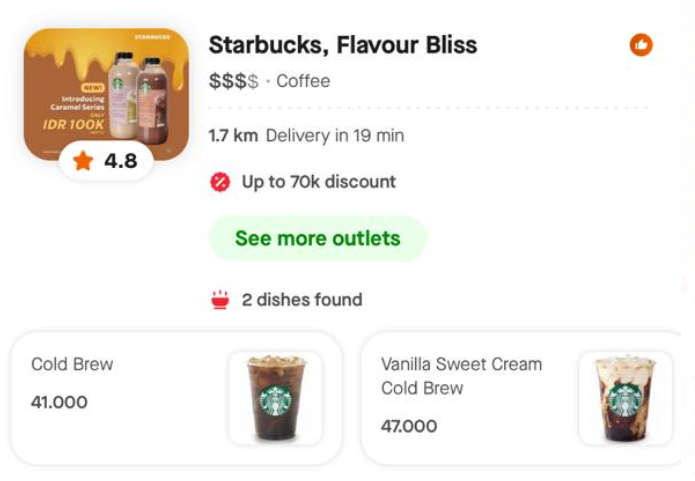 STARBUCKS
NEW!
Introducing
Caramel Series
ONLY
IDR 100K
4.8
Starbucks, Flavour Bliss
$$$$ • Coffee
1.7 km Delivery in 19 min
Up to 70k discount
See more outlets
2 dishes found
Cold Brew
41.000
Vanilla Sweet Cream
Cold Brew
47.000